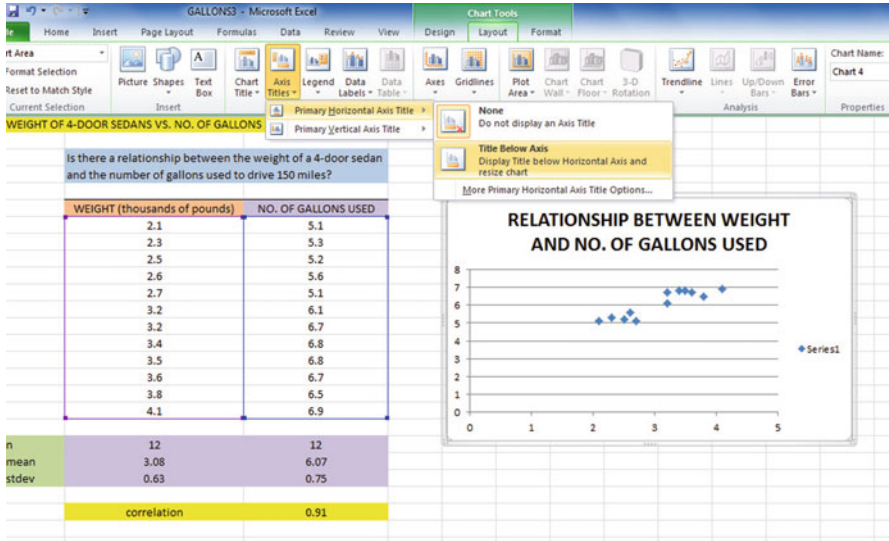 GALLONS3 - Microsoft Excel
Chart Tools
Home Insert Page Layout Formulas Data Review View Design Layout Format
rt Area
Format Selection
Reset to Match Style
Current Selection
Picture Shapes Text Box
Insert
Chart Title Axis Titles Legend Data Labels Data Table
Axes Gridlines
Plot Area Chart Wall Chart Floor 3-D Rotation
Trendline Lines Up/Down Bars Error Bars
Analysis
Chart Name:
Chart 4
Properties
Primary Horizontal Axis Title
Primary Vertical Axis Title
None
Do not display an Axis Title
Title Below Axis
Display Title below Horizontal Axis and
resize chart
More Primary Horizontal Axis Title Options...
WEIGHT OF 4-DOOR SEDANS VS. NO. OF GALLONS
Is there a relationship between the weight of a 4-door sedan
and the number of gallons used to drive 150 miles?
WEIGHT (thousands of pounds) NO. OF GALLONS USED
2.1 5.1
2.3 5.3
2.5 5.2
2.6 5.6
2.7 5.1
3.2 6.1
3.2 6.7
3.4 6.8
3.5 6.8
3.6 6.7
3.8 6.5
4.1 6.9
n 12 12
mean 3.08 6.07
stdev 0.63 0.75
correlation 0.91
RELATIONSHIP BETWEEN WEIGHT
AND NO. OF GALLONS USED
8
7
6
5
4
3
2
1
0
0 1 2 3 4 5
Series1